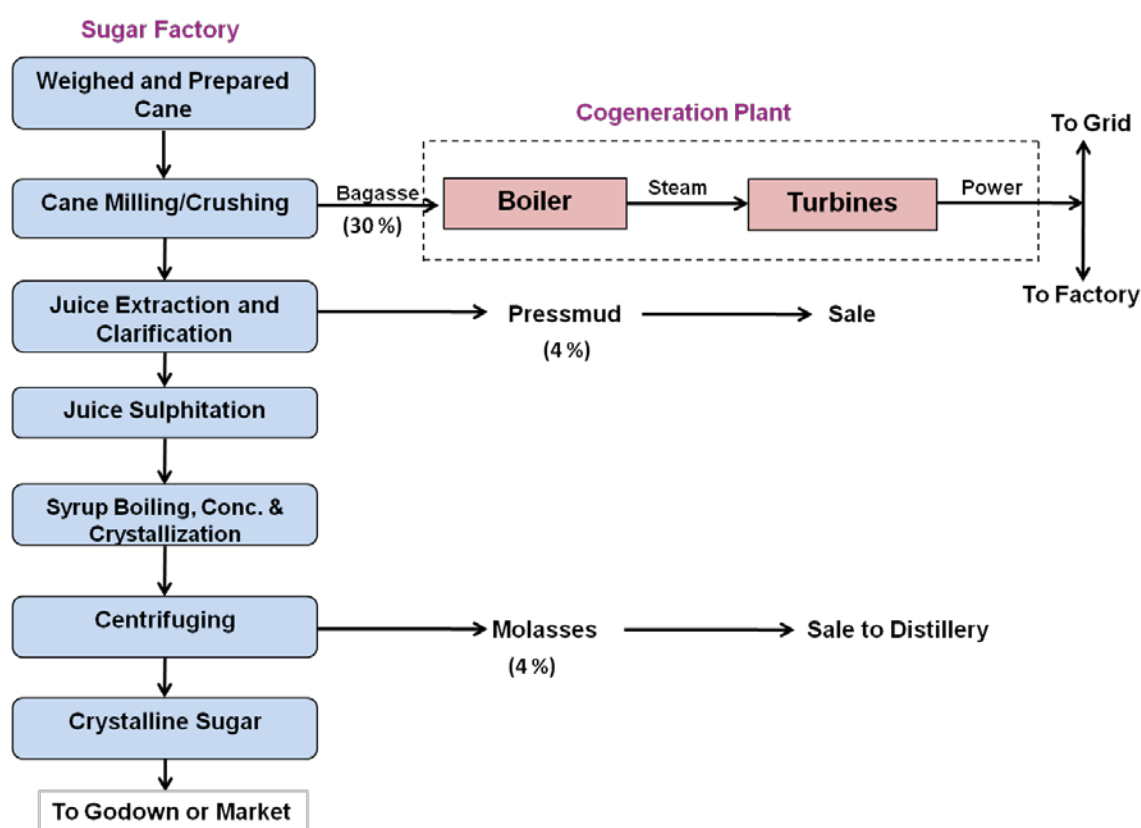 Sugar Factory
Weighed and Prepared
Cane
Cogeneration Plant
To Grid
Cane Milling/Crushing
Bagasse
(30 %)
Boiler
Steam
Turbines
Power
To Factory
Juice Extraction and
Clarification
Pressmud
(4 %)
Sale
Juice Sulphitation
Syrup Boiling, Conc. &
Crystallization
Centrifuging
Molasses
(4 %)
Sale to Distillery
Crystalline Sugar
To Godown or Market